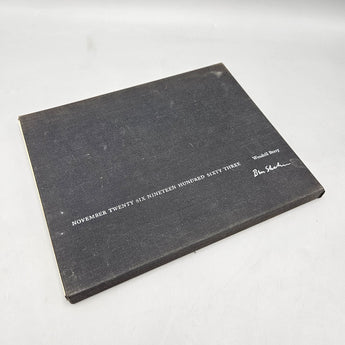 NOVEMBER TWENTY SIX NINETEEN HUNDRED SIXTY THREE
Wendell Berry
Ben Shahn